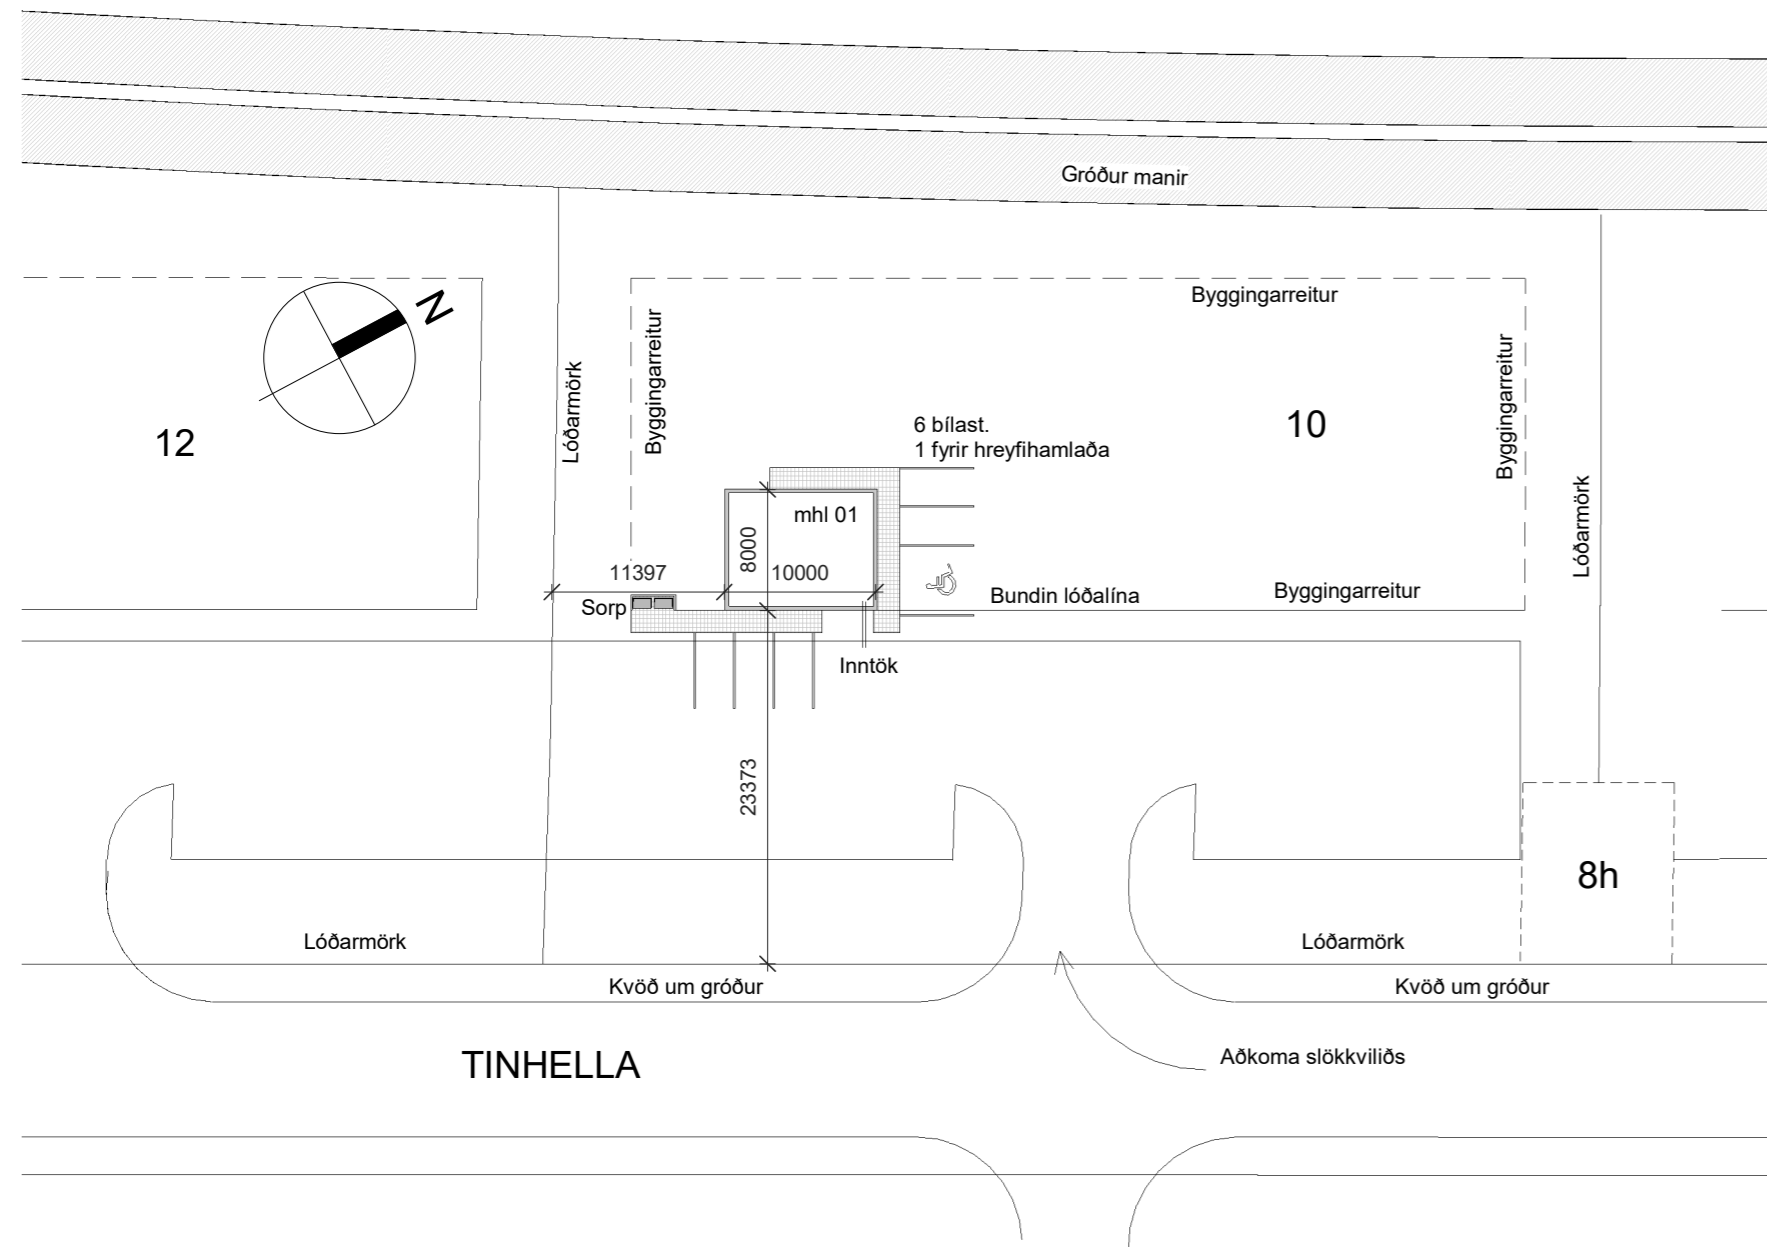 Gróður manir
N
Byggingarreitur
Byggingarreitur
Byggingarreitur
Lóðarmörk
12
10
6 bílast.
1 fyrir hreyfihamlaða
Lóðarmörk
mhl 01
8000
11397
10000
Sorp
Bundin lóðalína
Byggingarreitur
Inntök
23373
8h
Lóðarmörk
Lóðarmörk
Kvöð um gróður
Kvöð um gróður
TINHELLA
Aðkoma slökkviliðs